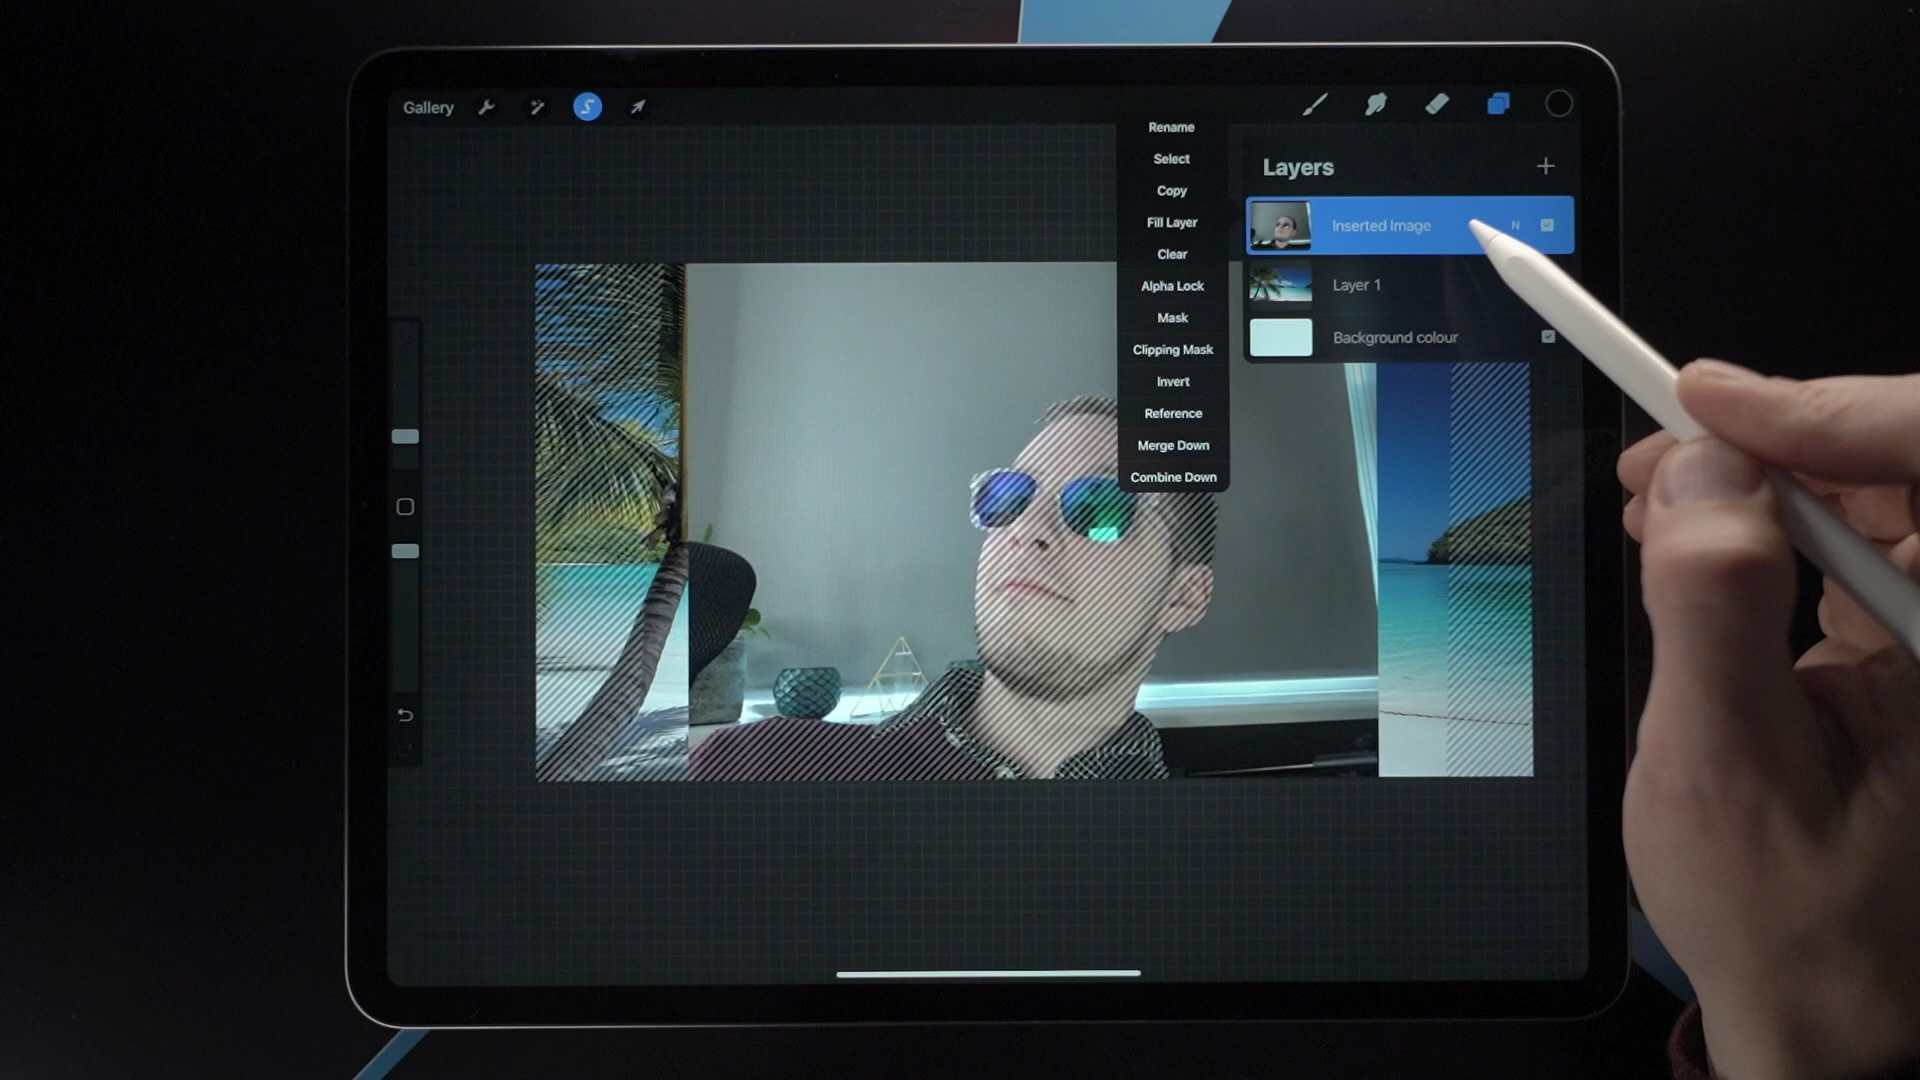 Gallery
Rename
Select
Copy
Fill Layer
Clear
Alpha Lock
Mask
Clipping Mask
Invert
Reference
Merge Down
Combine Down
Layers
Inserted Image N
Layer 1
Background colour